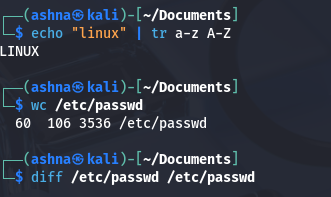 ┌──(ashna㉿kali)-[~/Documents]
└─$ echo "linux" | tr a-z A-Z
LINUX
┌──(ashna㉿kali)-[~/Documents]
└─$ wc /etc/passwd
60 106 3536 /etc/passwd
┌──(ashna㉿kali)-[~/Documents]
└─$ diff /etc/passwd /etc/passwd